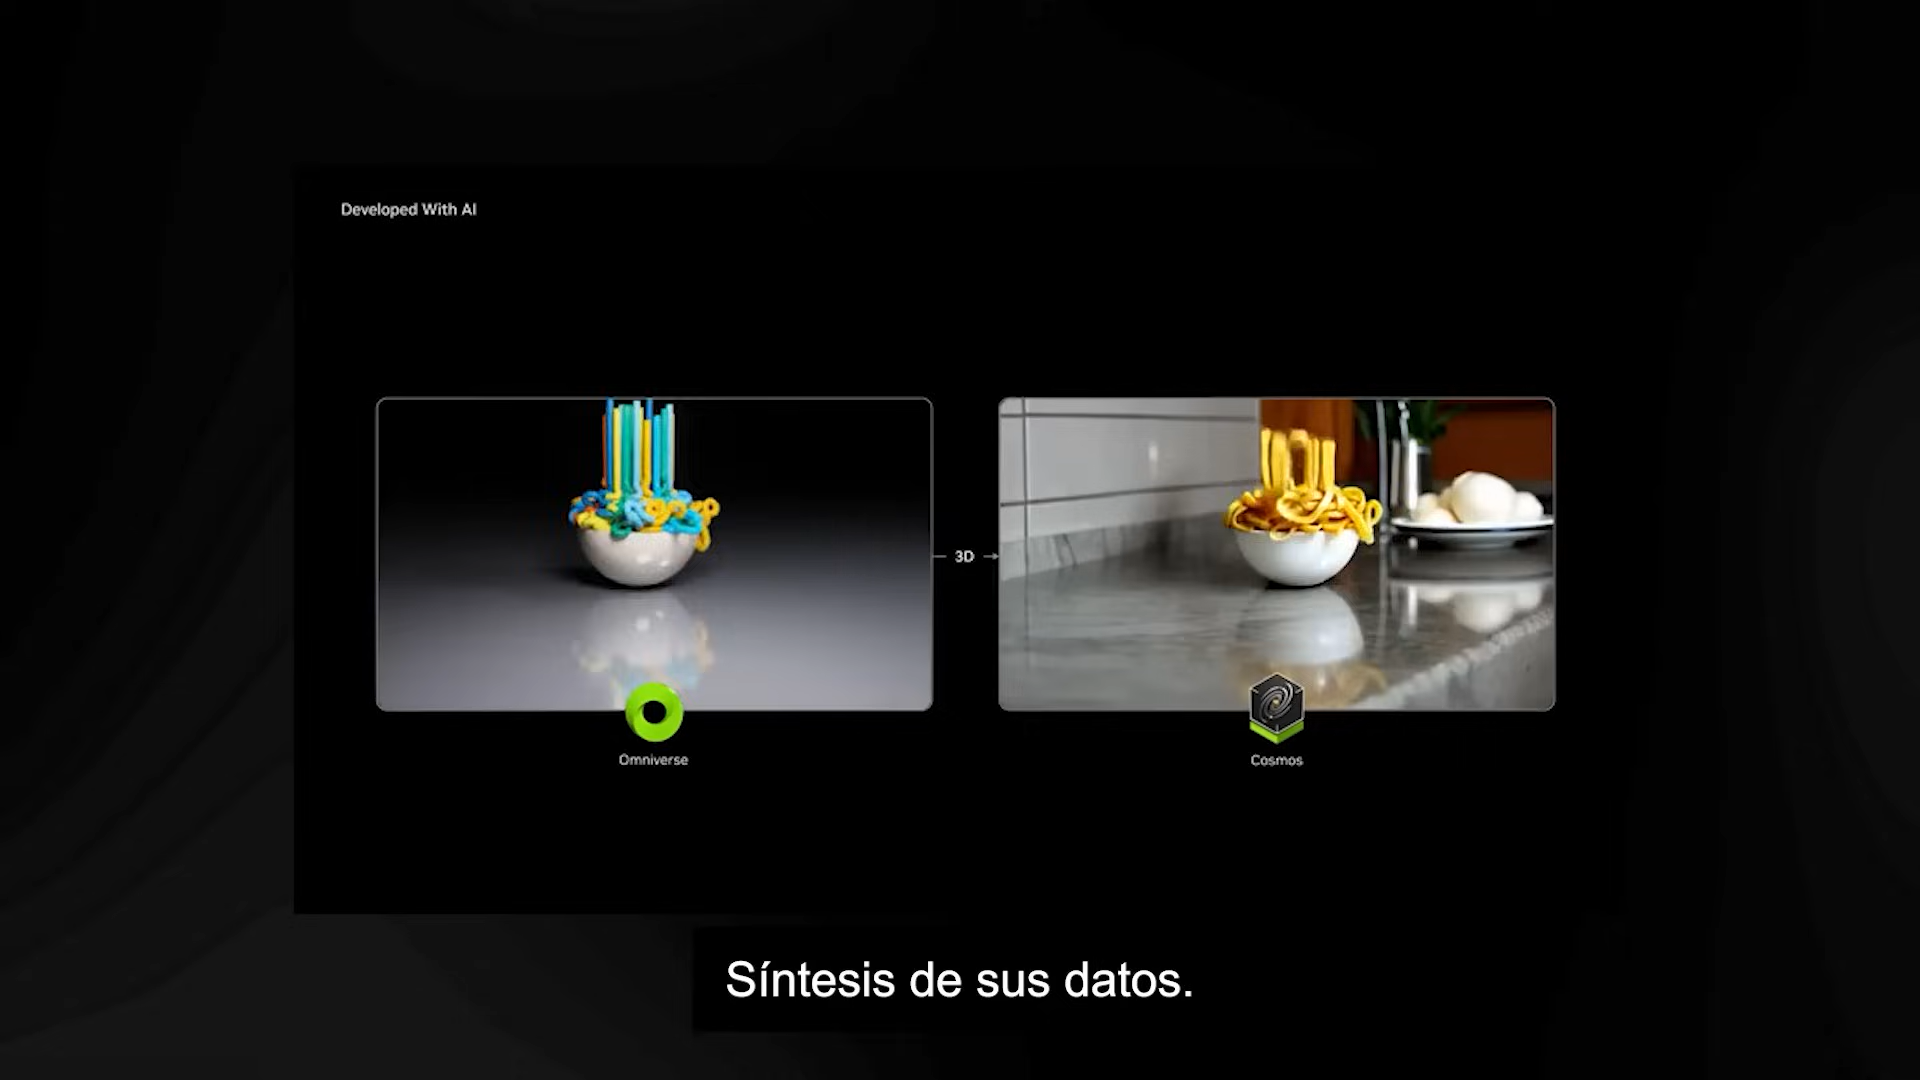 Developed With AI
3D
Omniverse
Cosmos
Síntesis de sus datos.